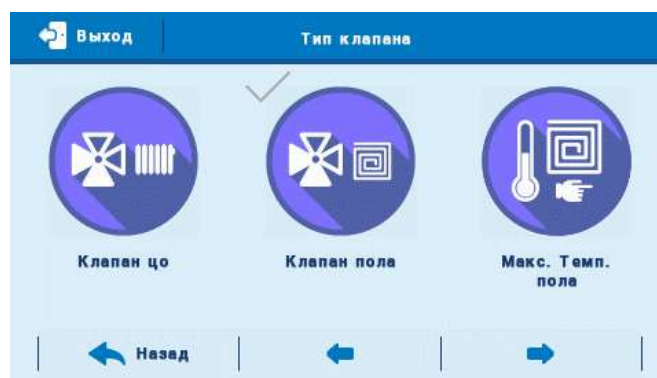 Выход
Тип клапана
Клапан цо
Клапан пола
Макс. Темп.
пола
Назад